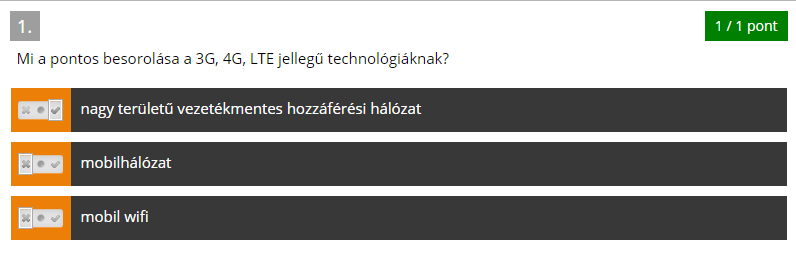 1.
1 / 1 pont
Mi a pontos besorolása a 3G, 4G, LTE jellegű technológiáknak?
nagy területű vezetékmentes hozzáférési hálózat
mobilhálózat
mobil wifi